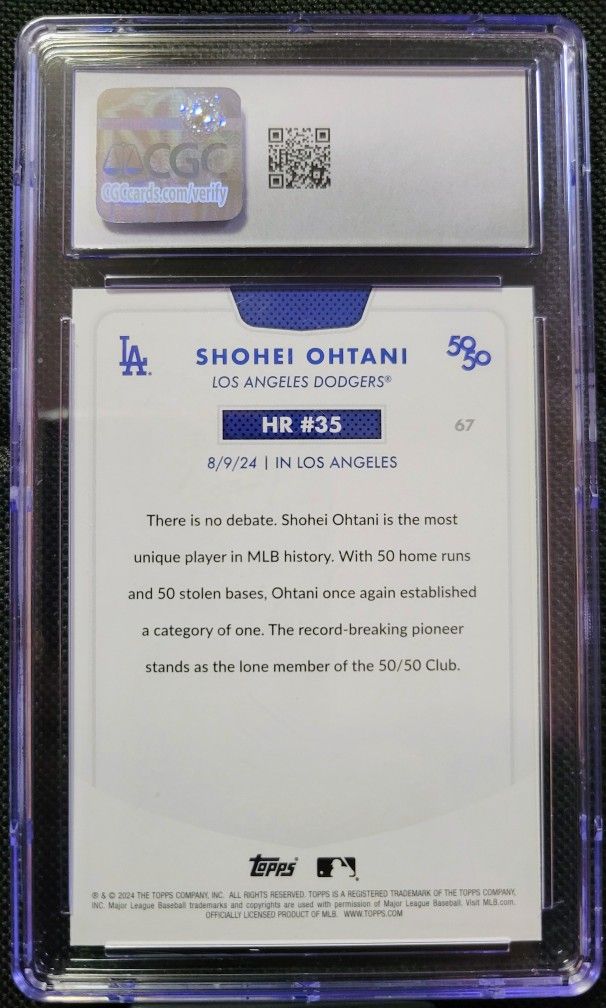 CGC
CGCcards.com/verify
LA
SHOHEI OHTANI
50
50
LOS ANGELES DODGERS®
HR #35
67
8/9/24 | IN LOS ANGELES
There is no debate. Shohei Ohtani is the most
unique player in MLB history. With 50 home runs
and 50 stolen bases, Ohtani once again established
a category of one. The record-breaking pioneer
stands as the lone member of the 50/50 Club.
Topps
® & © 2024 THE TOPPS COMPANY, INC. ALL RIGHTS RESERVED. TOPPS IS A REGISTERED TRADEMARK OF THE TOPPS COMPANY,
INC. Major League Baseball trademarks and copyrights are used with permission of Major League Baseball. Visit MLB.com.
OFFICIALLY LICENSED PRODUCT OF MLB. WWW.TOPPS.COM